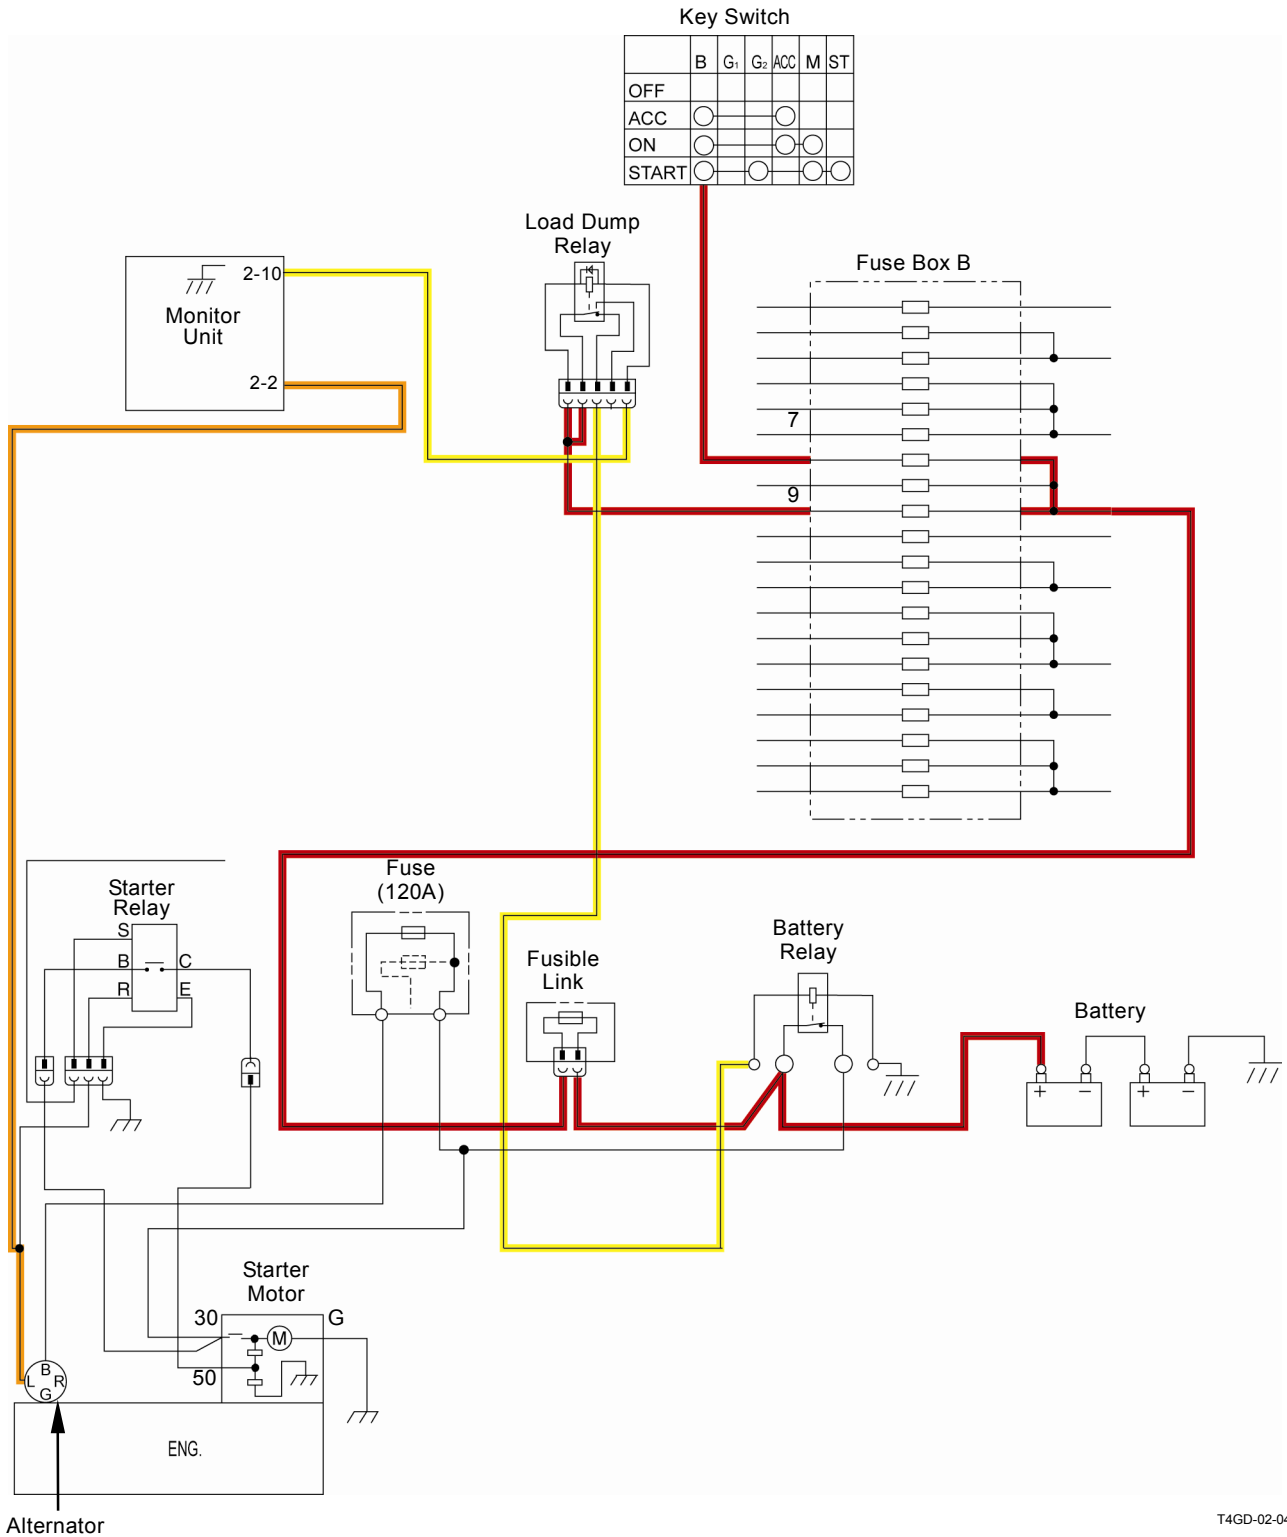 Key Switch
B G₁ G₂ ACC M ST
OFF
ACC
ON
START
Load Dump
Relay
Fuse Box B
2-10
Monitor
Unit
2-2
7
9
Fuse
(120A)
Starter
Relay
S
B C
R E
Battery
Relay
Fusible
Link
Battery
+ − + −
Starter
Motor
30 G
M
50
B
L R
G
ENG.
Alternator